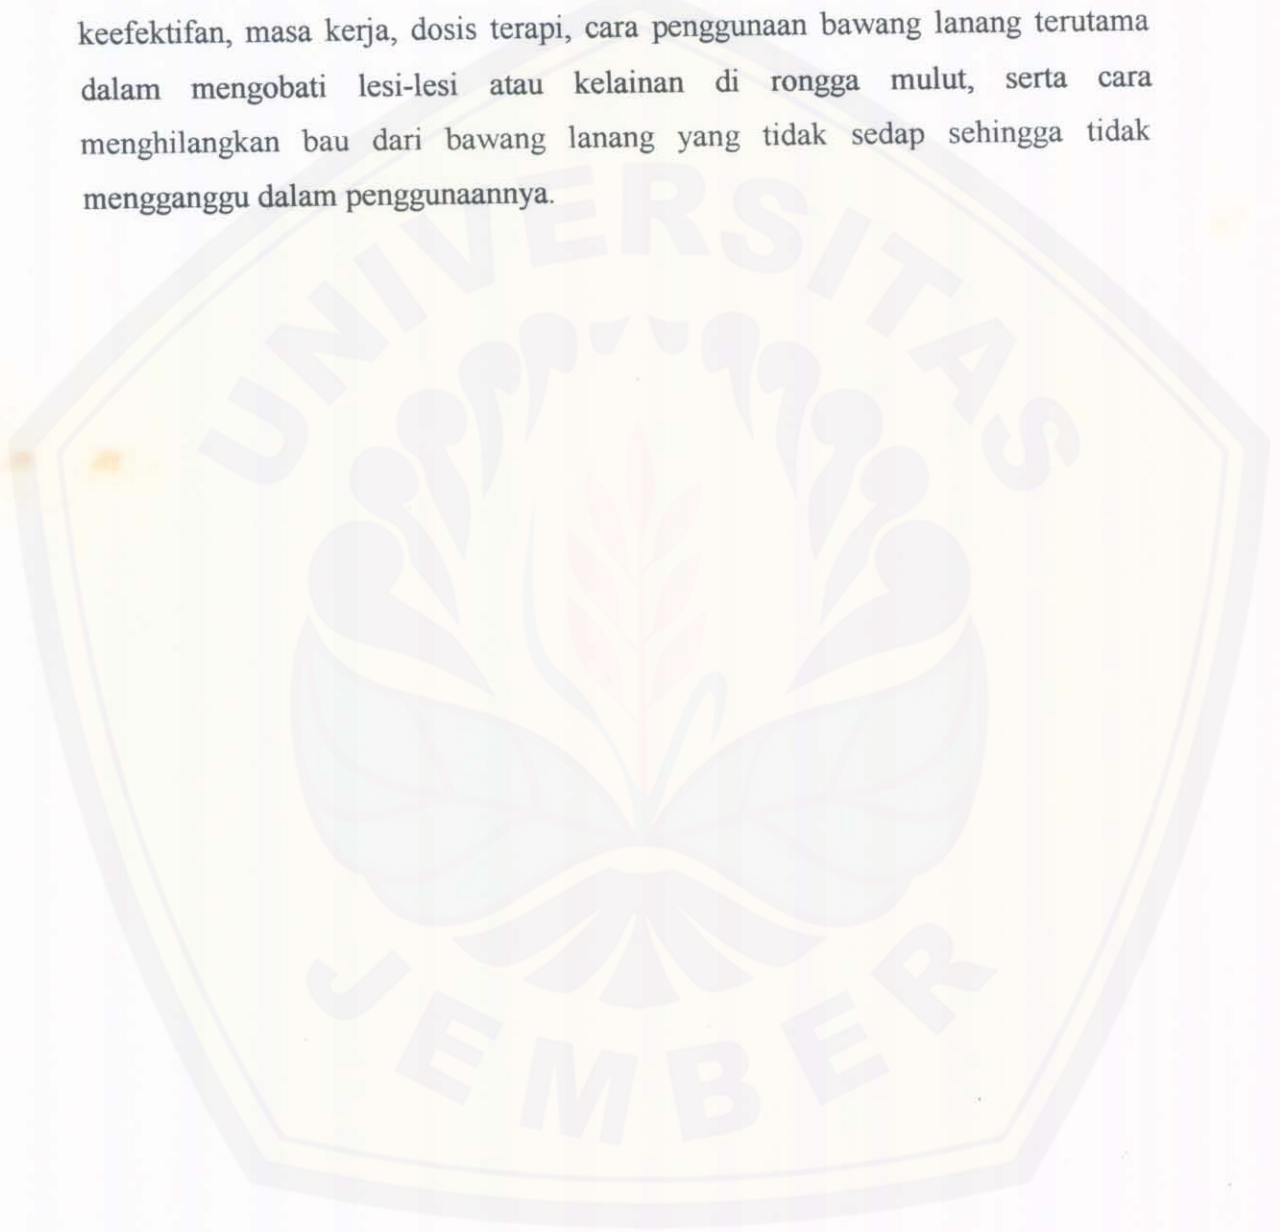 keefektifan, masa kerja, dosis terapi, cara penggunaan bawang lanang terutama
dalam mengobati lesi-lesi atau kelainan di rongga mulut, serta cara
menghilangkan bau dari bawang lanang yang tidak sedap sehingga tidak
mengganggu dalam penggunaannya.
UNIVERSITAS
JEMBER